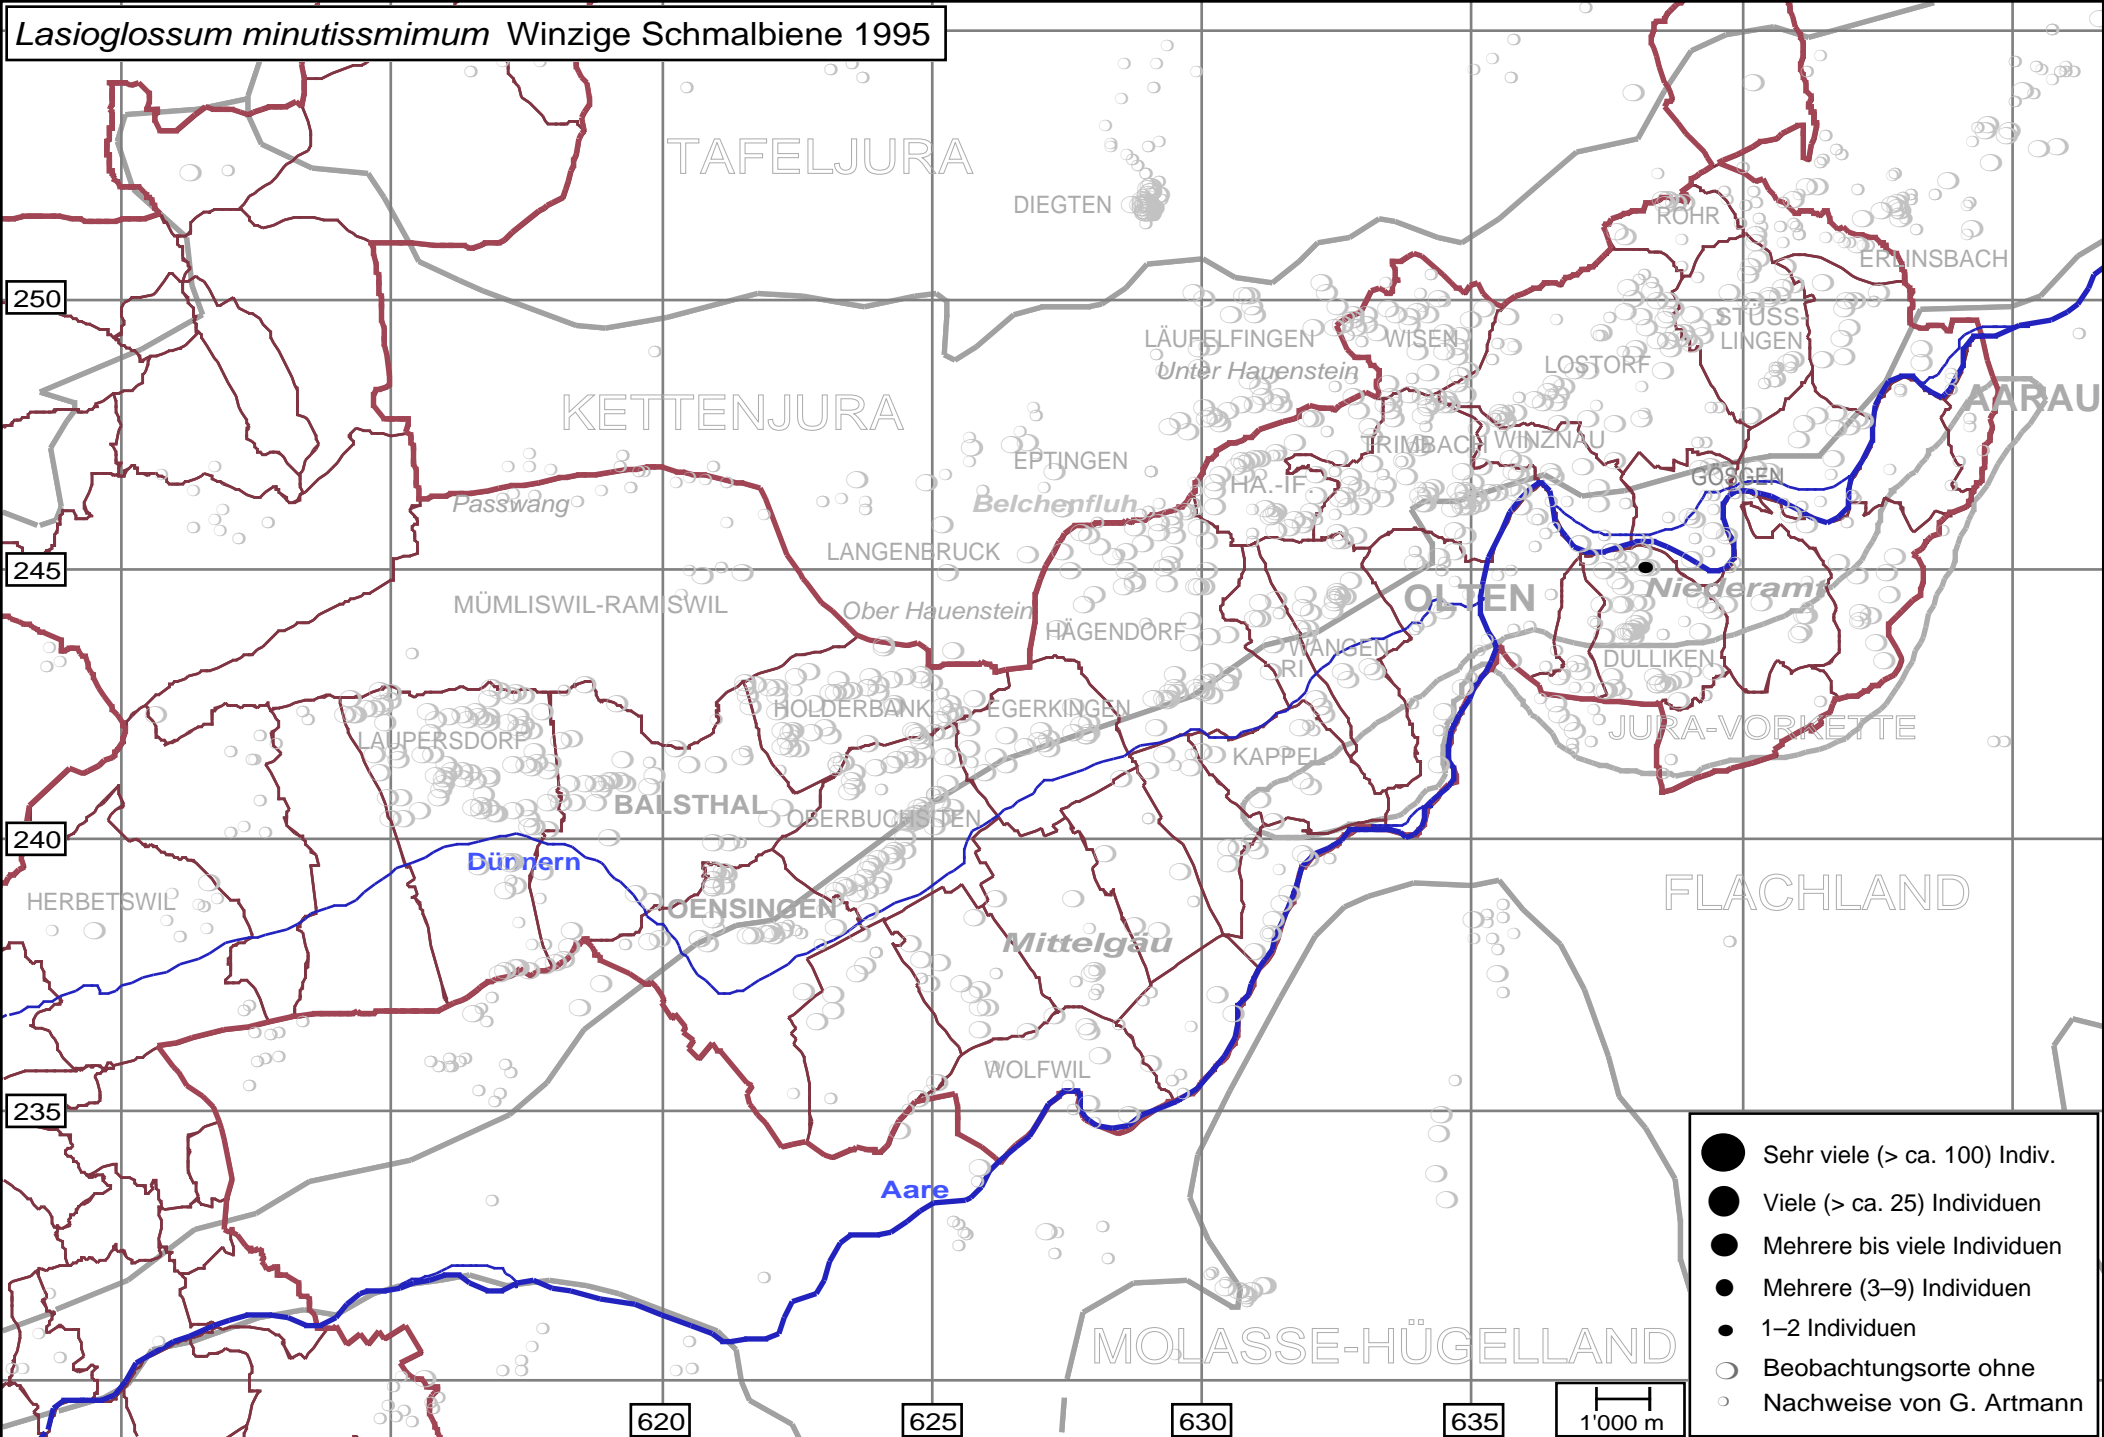 Lasioglossum minutissmimum Winzige Schmalbiene 1995
TAFELJURA
DIEGTEN
ROHR
ERLINSBACH
250
STÜSS-
LINGEN
LÄUFELFINGEN
WISEN
Unter Hauenstein
LOSTORF
AARAU
KETTENJURA
TRIMBACH
WINZNAU
EPTINGEN
GÖSGEN
HA.-IF.
Passwang
Belchenfluh
LANGENBRUCK
245
Niederamt
OLTEN
MÜMLISWIL-RAMISWIL
Ober Hauenstein
HÄGENDORF
WANGEN
RI
DULLIKEN
HOLDERBANK
EGERKINGEN
JURA-VORKETTE
LAUPERSDORF
KAPPEL
BALSTHAL
OBERBUCHSITEN
240
Dünnern
HERBETSWIL
OENSINGEN
FLACHLAND
Mittelgäu
WOLFWIL
235
Aare
MOLASSE-HÜGELLAND
Sehr viele (> ca. 100) Indiv.
Viele (> ca. 25) Individuen
Mehrere bis viele Individuen
Mehrere (3–9) Individuen
1–2 Individuen
Beobachtungsorte ohne
Nachweise von G. Artmann
620
625
630
635
1'000 m